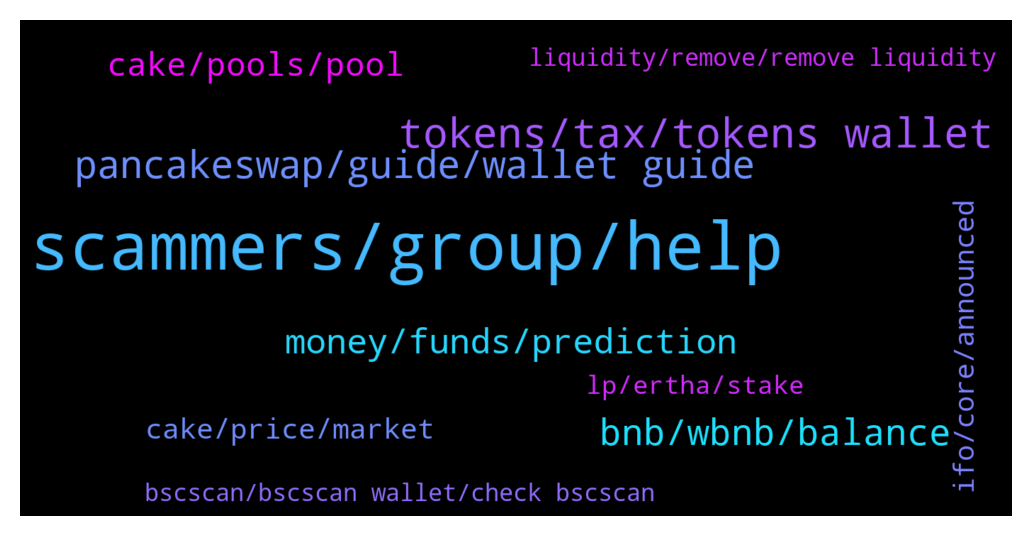 cake/pools/pool
liquidity/remove/remove liquidity
tokens/tax/tokens wallet
pancakeswap/guide/wallet guide
scammers/group/help
ifo/core/announced
money/funds/prediction
lp/ertha/stake
cake/price/market
bnb/wbnb/balance
bscscan/bscscan wallet/check bscscan